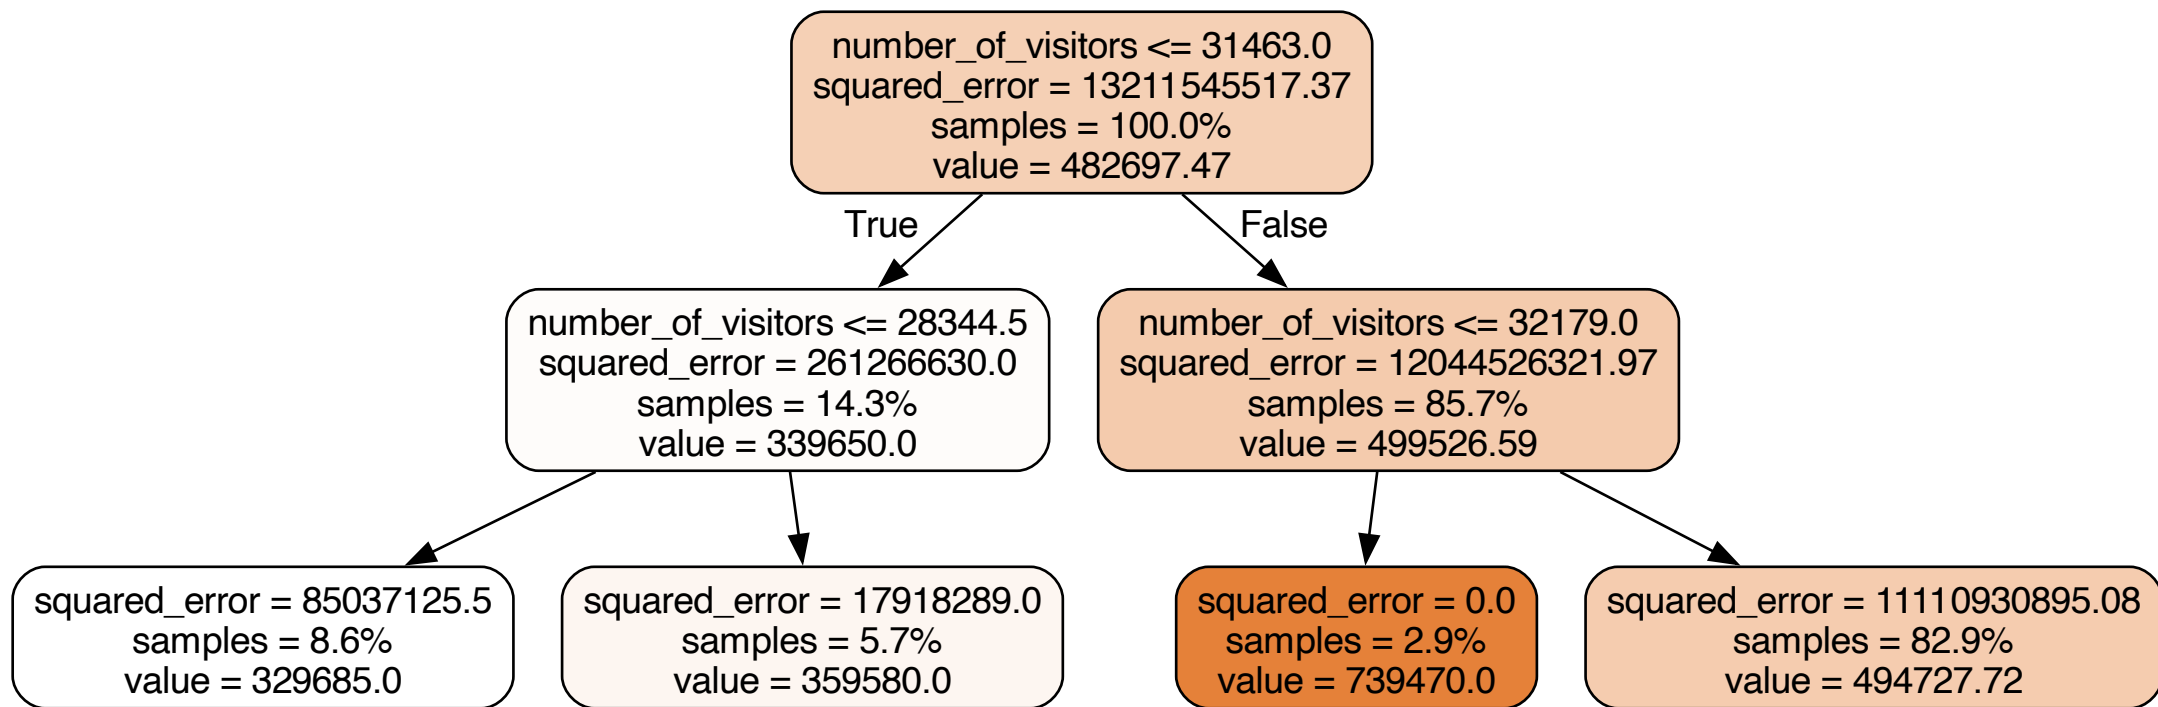 number_of_visitors <= 31463.0
squared_error = 13211545517.37
samples = 100.0%
value = 482697.47
True
False
number_of_visitors <= 28344.5
squared_error = 261266630.0
samples = 14.3%
value = 339650.0
number_of_visitors <= 32179.0
squared_error = 12044526321.97
samples = 85.7%
value = 499526.59
squared_error = 85037125.5
samples = 8.6%
value = 329685.0
squared_error = 17918289.0
samples = 5.7%
value = 359580.0
squared_error = 0.0
samples = 2.9%
value = 739470.0
squared_error = 11110930895.08
samples = 82.9%
value = 494727.72